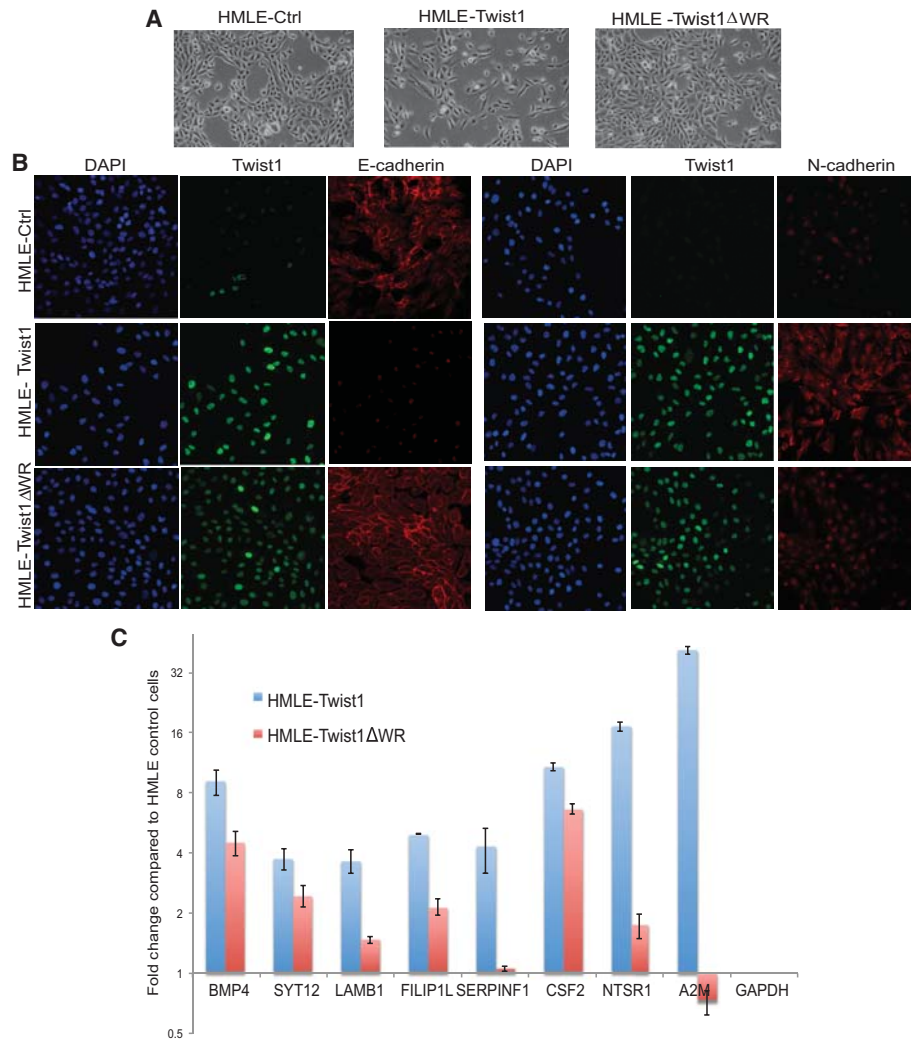 A
HMLE-Ctrl
HMLE-Twist1
HMLE -Twist1ΔWR
B
DAPI
Twist1
E-cadherin
DAPI
Twist1
N-cadherin
HMLE-Ctrl
HMLE- Twist1
HMLE-Twist1ΔWR
C
Fold change compared to HMLE control cells
32
16
8
4
2
1
0.5
HMLE-Twist1
HMLE-Twist1ΔWR
BMP4 SYT12 LAMB1 FILIP1L SERPINF1 CSF2 NTSR1 A2M GAPDH